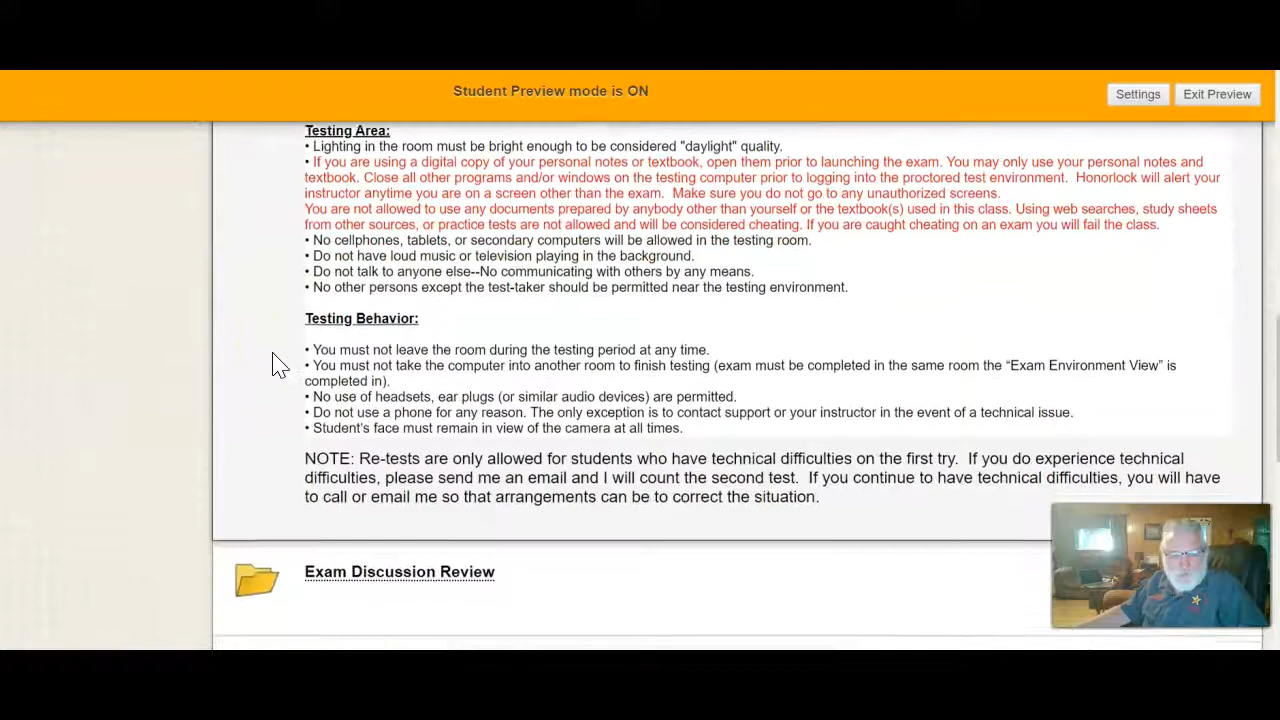 Student Preview mode is ON
Settings
Exit Preview
Testing Area:
• Lighting in the room must be bright enough to be considered "daylight" quality.
• If you are using a digital copy of your personal notes or textbook, open them prior to launching the exam. You may only use your personal notes and
textbook. Close all other programs and/or windows on the testing computer prior to logging into the proctored test environment. Honorlock will alert your
instructor anytime you are on a screen other than the exam. Make sure you do not go to any unauthorized screens.
You are not allowed to use any documents prepared by anybody other than yourself or the textbook(s) used in this class. Using web searches, study sheets
from other sources, or practice tests are not allowed and will be considered cheating. If you are caught cheating on an exam you will fail the class.
• No cellphones, tablets, or secondary computers will be allowed in the testing room.
• Do not have loud music or television playing in the background.
• Do not talk to anyone else--No communicating with others by any means.
• No other persons except the test-taker should be permitted near the testing environment.
Testing Behavior:
• You must not leave the room during the testing period at any time.
• You must not take the computer into another room to finish testing (exam must be completed in the same room the “Exam Environment View” is
completed in).
• No use of headsets, ear plugs (or similar audio devices) are permitted.
• Do not use a phone for any reason. The only exception is to contact support or your instructor in the event of a technical issue.
• Student’s face must remain in view of the camera at all times.
NOTE: Re-tests are only allowed for students who have technical difficulties on the first try. If you do experience technical
difficulties, please send me an email and I will count the second test. If you continue to have technical difficulties, you will have
to call or email me so that arrangements can be to correct the situation.
Exam Discussion Review